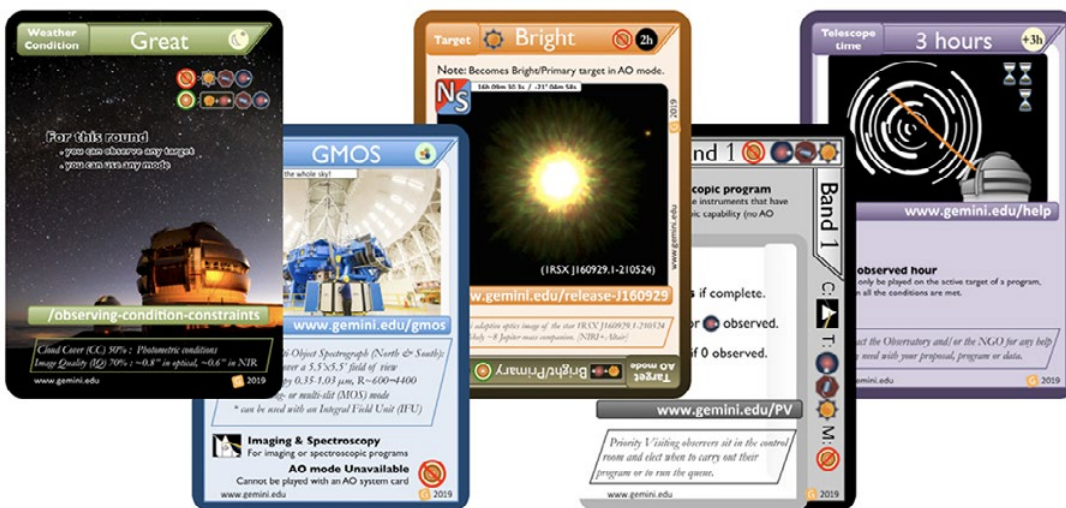 Weather
Condition
Great
For this round
. you can observe any target
. you can use any mode
/observing-condition-constraints
Cloud Cover (CC) 50% : Photometric conditions
Image Quality (IQ) 70% : ~0.8" in optical, ~0.6" in NIR
www.gemini.edu
G 2019
GMOS
the whole sky!
www.gemini.edu/gmos
Object Spectrograph (North & South):
over a 5.5'x5.5' field of view
0.35-1.03 μm, R~600-4400
or multi-slit (MOS) mode
* can be used with an Integral Field Unit (IFU)
Imaging & Spectroscopy
For imaging or spectroscopic programs
AO mode Unavailable
Cannot be played with an AO system card
www.gemini.edu
G 2019
Target
Bright
2h
Note: Becomes Bright/Primary target in AO mode.
NS
16h 09m 30.3s / -21° 04m 58s
G 2019
www.gemini.edu
(1RSX J160929.1-210524)
.gemini.edu/release-J160929
adaptive optics image of the star 1RSX J160929.1-210524
~8 Jupiter-mass companion. (NIRI+Altair)
Target
AO mode
Bright/Primary
and 1
Band 1
C:
T:
M:
opic program
instruments that have
ic capability (no AO
if complete.
or
observed.
if 0 observed.
www.gemini.edu/PV
Priority Visiting observers sit in the control
room and elect when to carry out their
program or to run the queue.
www.gemini.edu
G 2019
Telescope
time
3 hours
+3h
www.gemini.edu/help
observed hour
only be played on the active target of a program,
all the conditions are met.
the Observatory and/or the NGO for any help
need with your proposal, program or data.
www.gemini.edu
G 2019